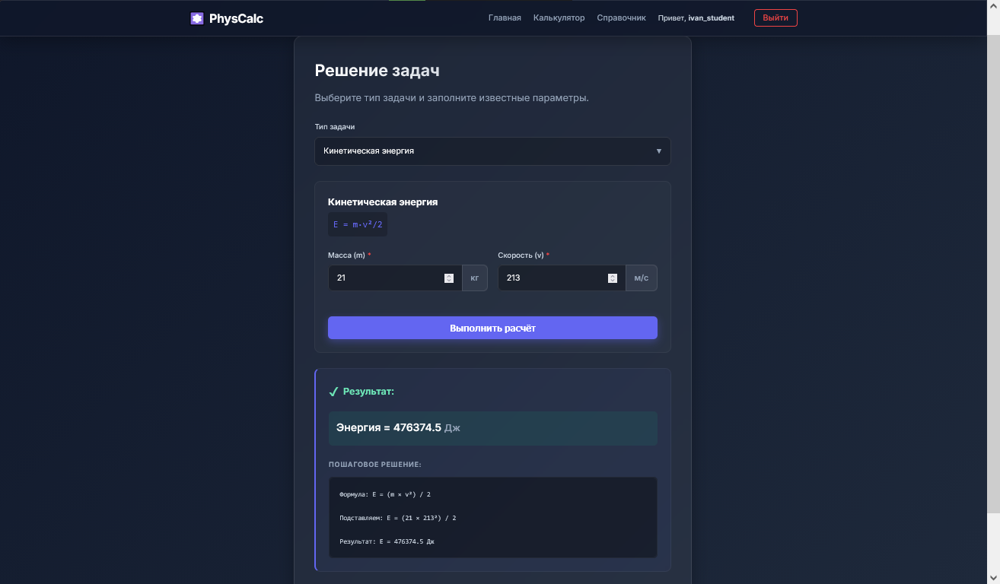 PhysCalc Главная Калькулятор Справочник Привет, ivan_student Выйти
Решение задач
Выберите тип задачи и заполните известные параметры.
Тип задачи
Кинетическая энергия ▼
Кинетическая энергия
E = m·v²/2
Масса (m) * Скорость (v) *
21 кг 213 м/с
Выполнить расчёт
✓ Результат:
Энергия = 476374.5 Дж
ПОШАГОВОЕ РЕШЕНИЕ:
Формула: E = (m × v²) / 2
Подставляем: E = (21 × 213²) / 2
Результат: E = 476374.5 Дж